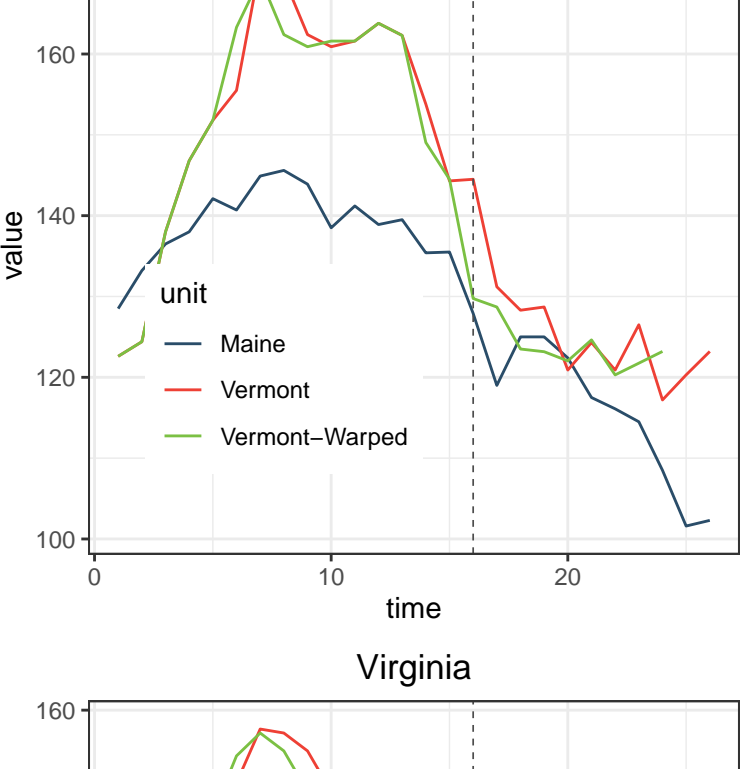 160
140
120
100
value
unit
Maine
Vermont
Vermont−Warped
0 10 20
time
Virginia
160